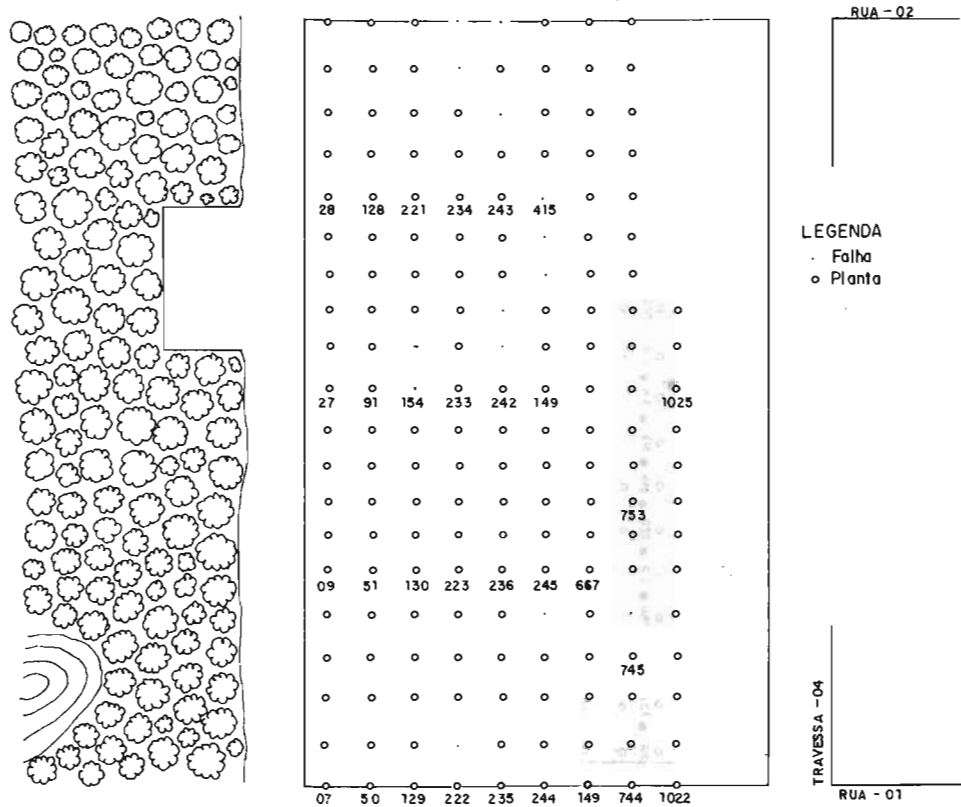 RUA - 02
28 128 221 234 243 415
LEGENDA
Falha
Planta
27 91 154 233 242 149 1025
753
09 51 130 223 236 245 667
745
TRAVESSA -04
07 50 129 222 235 244 149 744 1022
RUA - 01